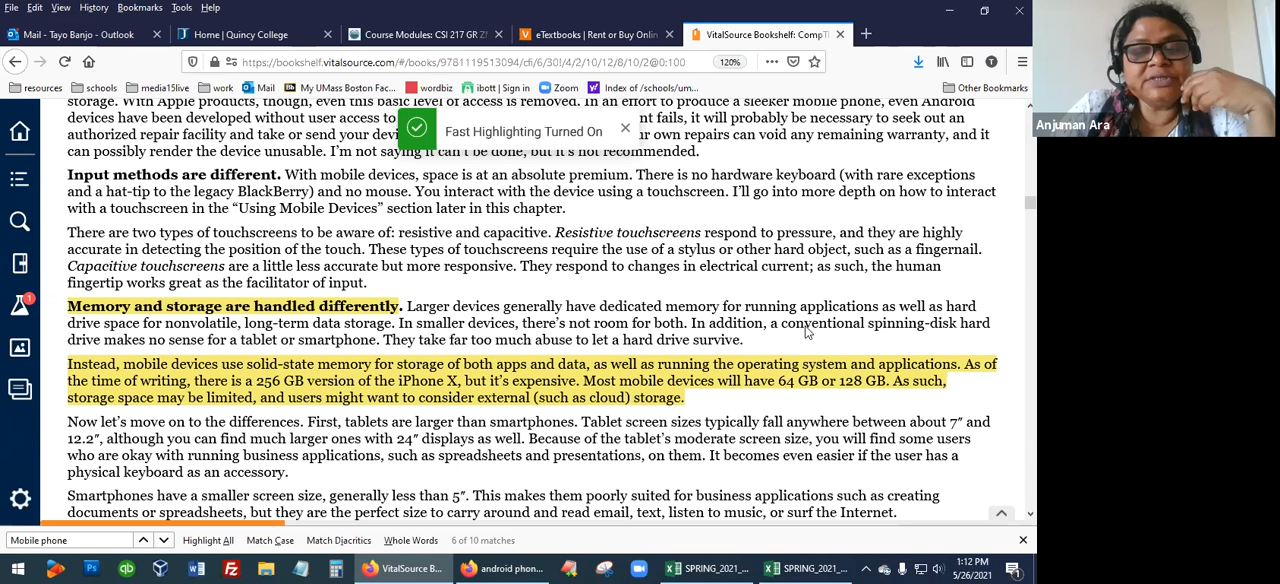 File Edit View History Bookmarks Tools Help
Mail - Tayo Banjo - Outlook
Home | Quincy College
Course Modules: CSI 217 GR Z
eTextbooks | Rent or Buy Onlin
VitalSource Bookshelf: CompT
https://bookshelf.vitalsource.com/#/books/9781119513094/cfi/6/30!/4/2/10/12/8/10/2@0:100
120%
resources schools media15live work Mail My UMass Boston Fac... wordbiz ibott | Sign in Zoom Index of /schools/um... Other Bookmarks
Anjuman Ara
storage. With Apple products, though, even this basic level of access is removed. In an effort to produce a sleeker mobile phone, even Android
devices have been developed without user access to nt fails, it will probably be necessary to seek out an
authorized repair facility and take or send your devi ur own repairs can void any remaining warranty, and it
can possibly render the device unusable. I'm not saying it can't be done, but it's not recommended.
Fast Highlighting Turned On
Input methods are different. With mobile devices, space is at an absolute premium. There is no hardware keyboard (with rare exceptions
and a hat-tip to the legacy BlackBerry) and no mouse. You interact with the device using a touchscreen. I'll go into more depth on how to interact
with a touchscreen in the “Using Mobile Devices” section later in this chapter.
There are two types of touchscreens to be aware of: resistive and capacitive. Resistive touchscreens respond to pressure, and they are highly
accurate in detecting the position of the touch. These types of touchscreens require the use of a stylus or other hard object, such as a fingernail.
Capacitive touchscreens are a little less accurate but more responsive. They respond to changes in electrical current; as such, the human
fingertip works great as the facilitator of input.
Memory and storage are handled differently. Larger devices generally have dedicated memory for running applications as well as hard
drive space for nonvolatile, long-term data storage. In smaller devices, there's not room for both. In addition, a conventional spinning-disk hard
drive makes no sense for a tablet or smartphone. They take far too much abuse to let a hard drive survive.
Instead, mobile devices use solid-state memory for storage of both apps and data, as well as running the operating system and applications. As of
the time of writing, there is a 256 GB version of the iPhone X, but it's expensive. Most mobile devices will have 64 GB or 128 GB. As such,
storage space may be limited, and users might want to consider external (such as cloud) storage.
Now let's move on to the differences. First, tablets are larger than smartphones. Tablet screen sizes typically fall anywhere between about 7″ and
12.2″, although you can find much larger ones with 24″ displays as well. Because of the tablet's moderate screen size, you will find some users
who are okay with running business applications, such as spreadsheets and presentations, on them. It becomes even easier if the user has a
physical keyboard as an accessory.
Smartphones have a smaller screen size, generally less than 5″. This makes them poorly suited for business applications such as creating
documents or spreadsheets, but they are the perfect size to carry around and read email, text, listen to music, or surf the Internet.
Mobile phone Highlight All Match Case Match Diacritics Whole Words 6 of 10 matches
VitalSource B... android phon... SPRING_2021_... SPRING_2021_...
1:12 PM
5/26/2021